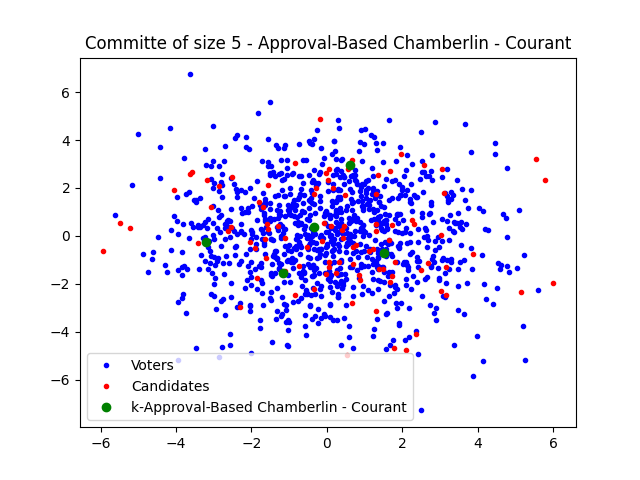 Committe of size 5 - Approval-Based Chamberlin - Courant
6
4
2
0
−2
−4
−6
Voters
Candidates
k-Approval-Based Chamberlin - Courant
−6 −4 −2 0 2 4 6